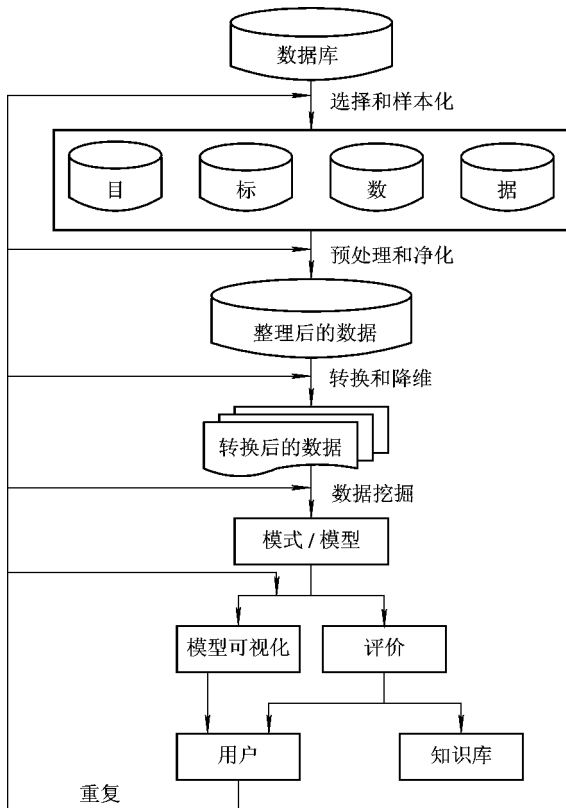 数据库
选择和样本化
目 标 数 据
预处理和净化
整理后的数据
转换和降维
转换后的数据
数据挖掘
模式 / 模型
模型可视化
评价
用户
知识库
重复